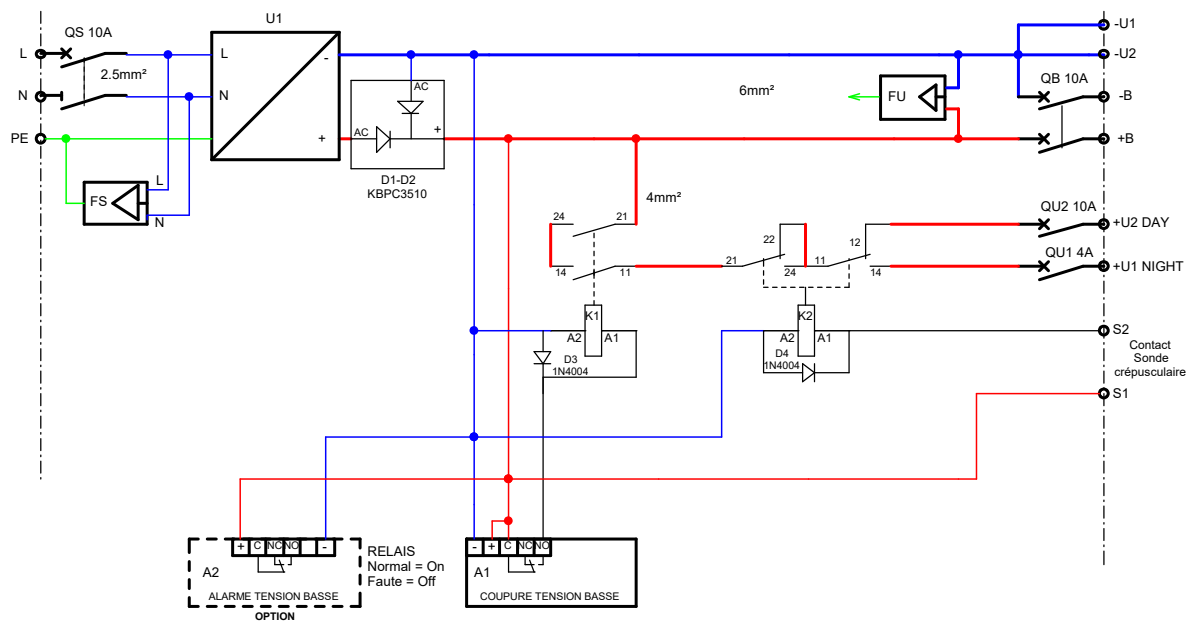 QS 10A
U1
-U1
L
L
-
-U2
2.5mm²
AC
QB 10A
N
N
6mm²
FU
-B
PE
+
AC
+
+B
D1-D2
KBPC3510
L
FS
N
4mm²
24
21
22
12
QU2 10A
+U2 DAY
14
11
21
24
11
14
QU1 4A
+U1 NIGHT
K1
A2
A1
K2
A2
A1
S2
D3
1N4004
D4
1N4004
Contact
Sonde
crépusculaire
S1
+
C
NC
NO
-
-
+
C
NC
NO
A2
RELAIS
Normal = On
Faute = Off
A1
ALARME TENSION BASSE
COUPURE TENSION BASSE
OPTION